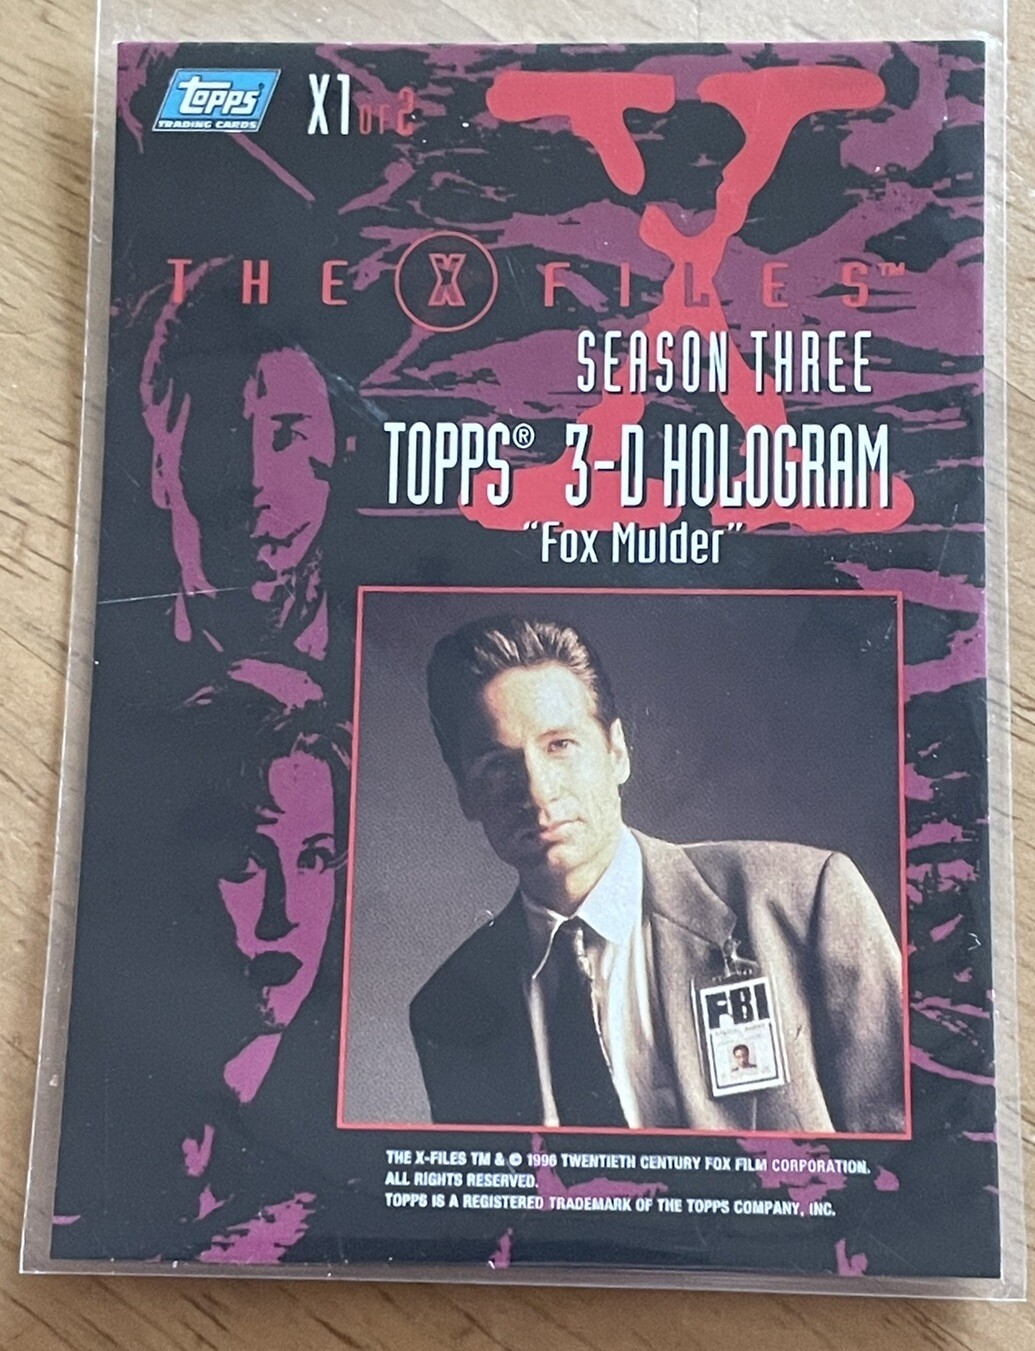 Topps
TRADING CARDS
X1 OF 2
THE X FILES™
SEASON THREE
TOPPS® 3-D HOLOGRAM
“Fox Mulder”
FBI
THE X-FILES TM & © 1996 TWENTIETH CENTURY FOX FILM CORPORATION.
ALL RIGHTS RESERVED.
TOPPS IS A REGISTERED TRADEMARK OF THE TOPPS COMPANY, INC.